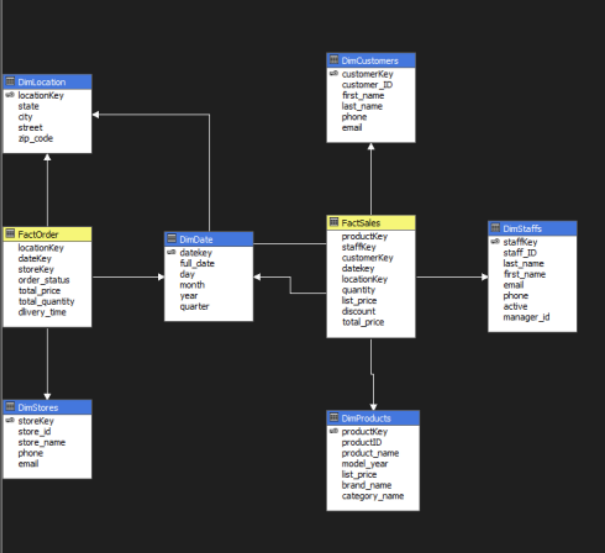 DimLocation
locationKey
state
city
street
zip_code
DimCustomers
customerKey
customer_ID
first_name
last_name
phone
email
FactOrder
locationKey
dateKey
storeKey
order_status
total_price
total_quantity
dlivery_time
DimDate
datekey
full_date
day
month
year
quarter
FactSales
productKey
staffKey
customerKey
datekey
locationKey
quantity
list_price
discount
total_price
DimStaffs
staffKey
staff_ID
last_name
first_name
email
phone
active
manager_id
DimStores
storeKey
store_id
store_name
phone
email
DimProducts
productKey
productID
product_name
model_year
list_price
brand_name
category_name